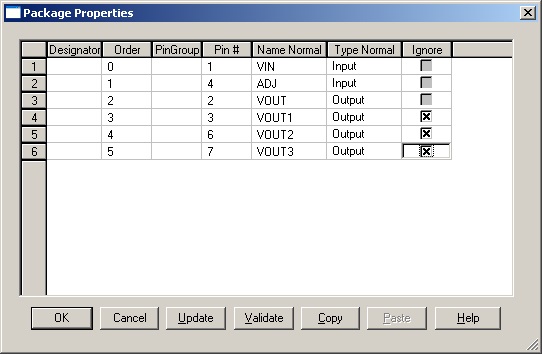 Package Properties
Designator Order PinGroup Pin # Name Normal Type Normal Ignore
1 0 1 VIN Input
2 1 4 ADJ Input
3 2 2 VOUT Output
4 3 3 VOUT1 Output
5 4 6 VOUT2 Output
6 5 7 VOUT3 Output
OK Cancel Update Validate Copy Paste Help